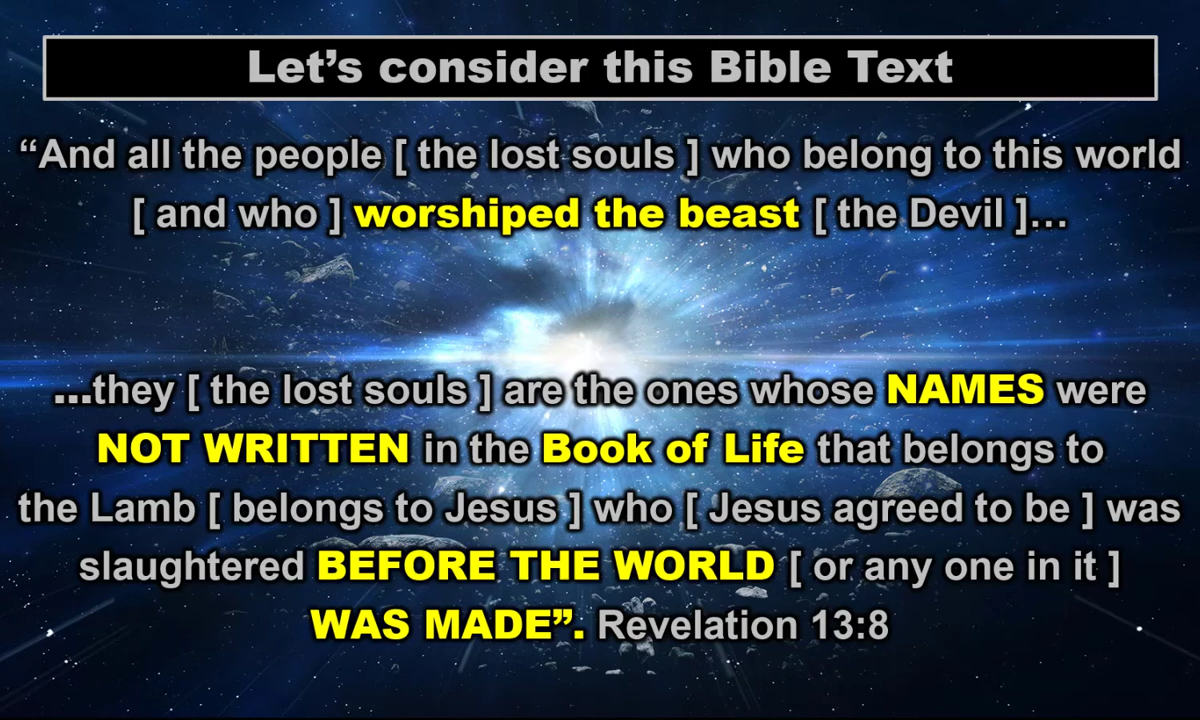 Let’s consider this Bible Text
“And all the people [ the lost souls ] who belong to this world
[ and who ] worshiped the beast [ the Devil ]…
…they [ the lost souls ] are the ones whose NAMES were
NOT WRITTEN in the Book of Life that belongs to
the Lamb [ belongs to Jesus ] who [ Jesus agreed to be ] was
slaughtered BEFORE THE WORLD [ or any one in it ]
WAS MADE”. Revelation 13:8